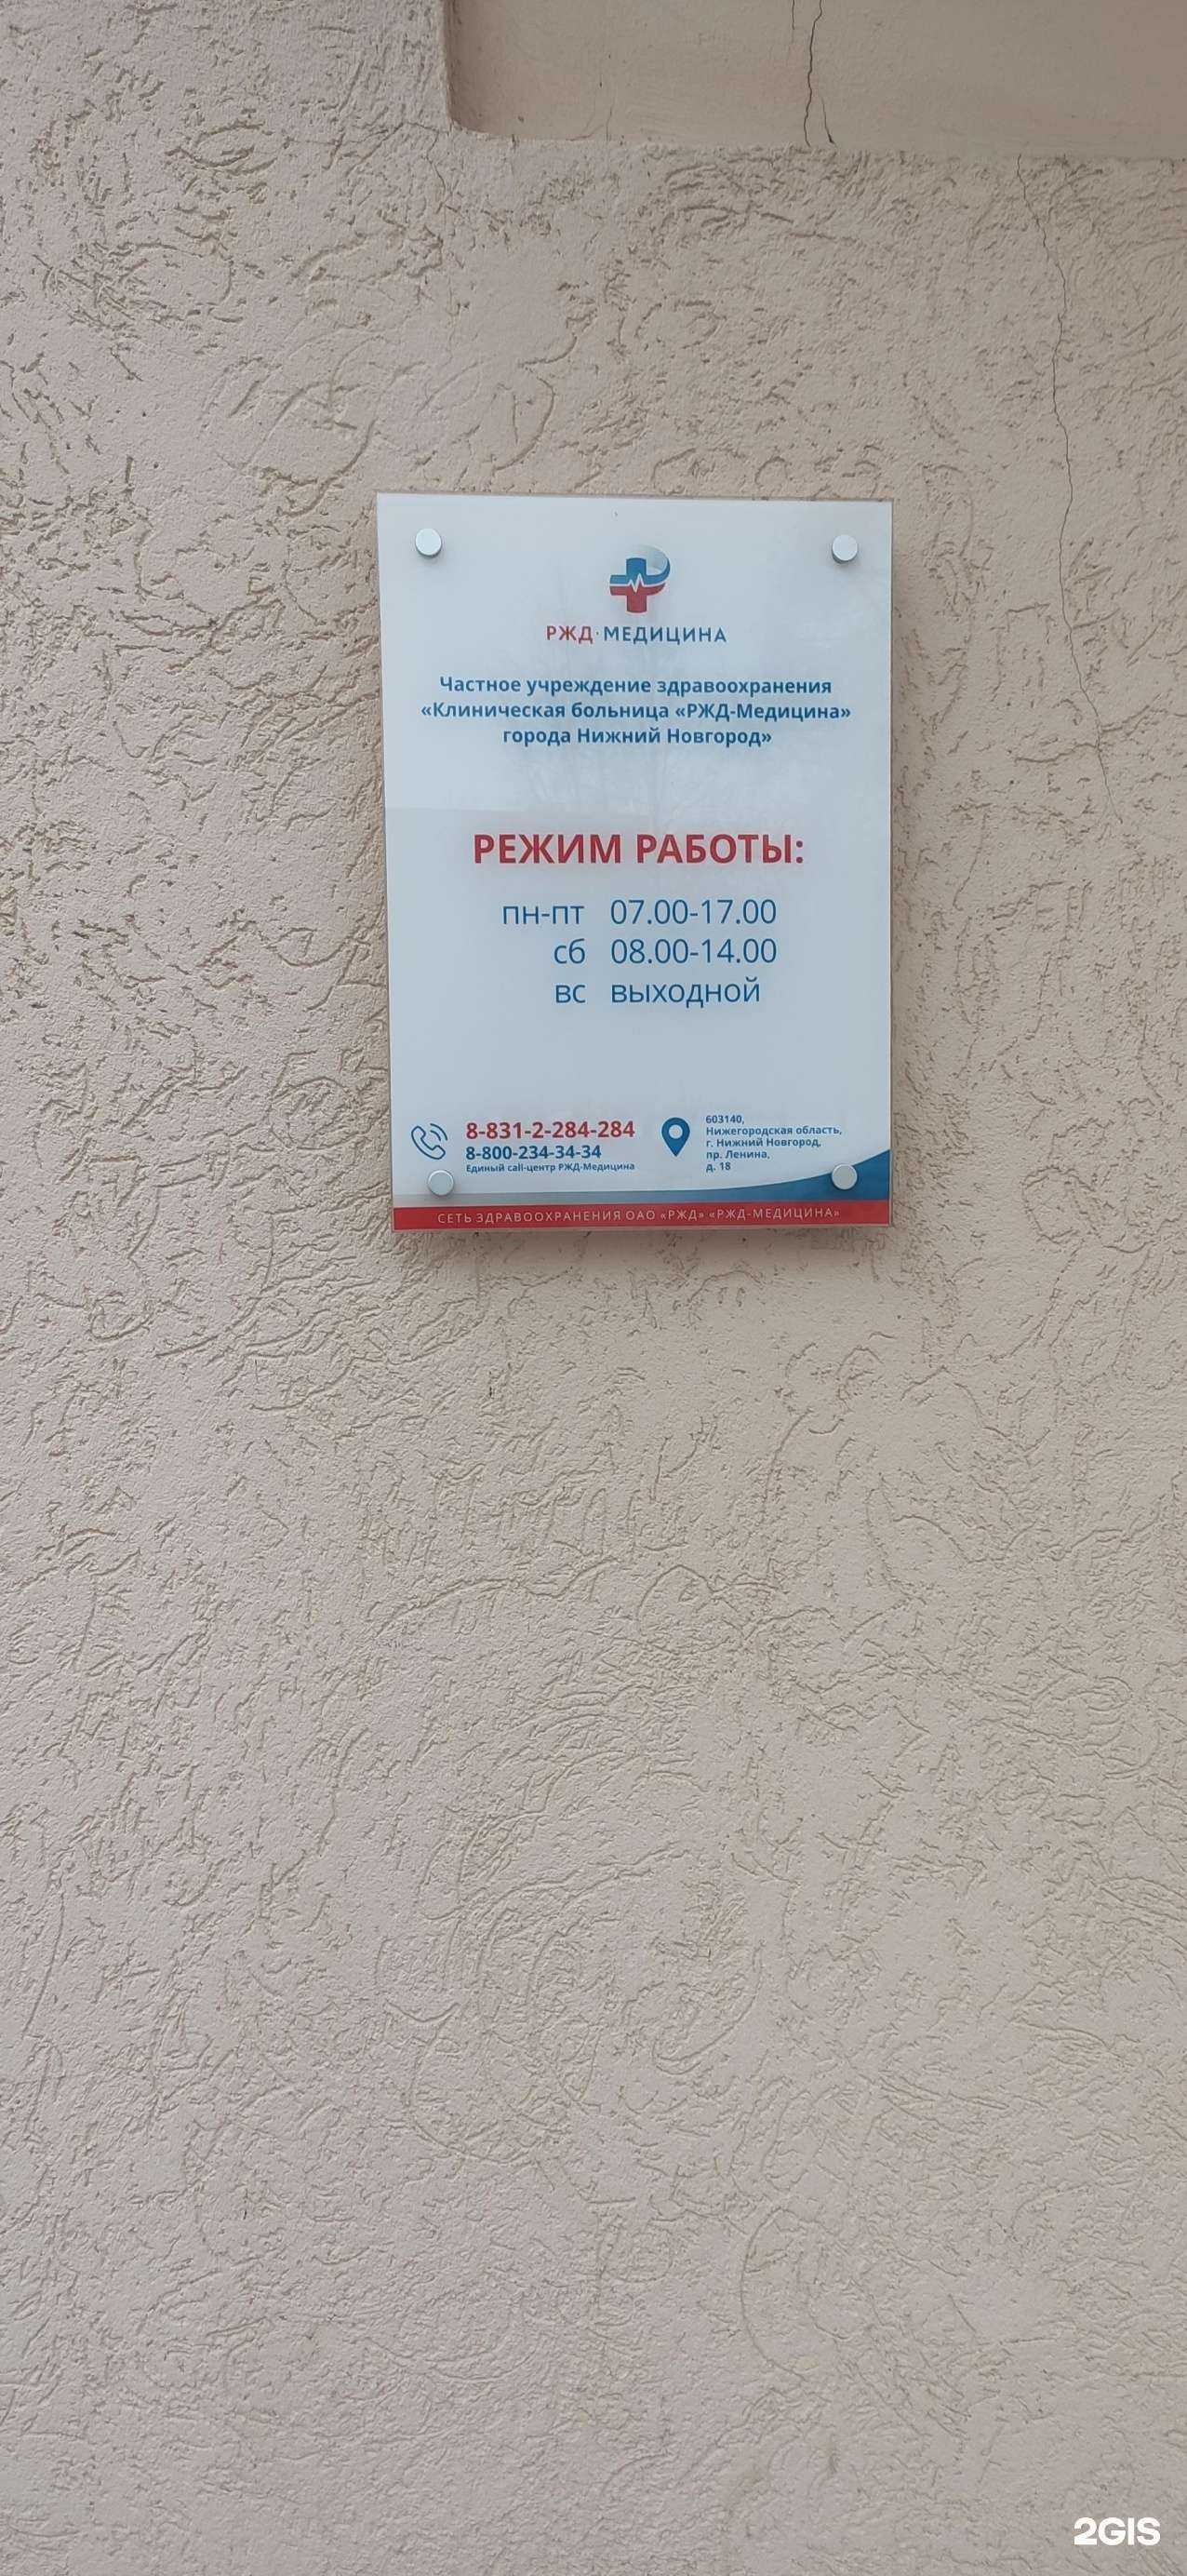 РЖД·МЕДИЦИНА
Частное учреждение здравоохранения
«Клиническая больница «РЖД-Медицина»
города Нижний Новгород»
РЕЖИМ РАБОТЫ:
пн-пт 07.00-17.00
сб 08.00-14.00
вс выходной
8-831-2-284-284
8-800-234-34-34
Единый call-центр РЖД-Медицина
603140,
Нижегородская область,
г. Нижний Новгород,
пр. Ленина,
д. 18
СЕТЬ ЗДРАВООХРАНЕНИЯ ОАО «РЖД» «РЖД-МЕДИЦИНА»
2GIS